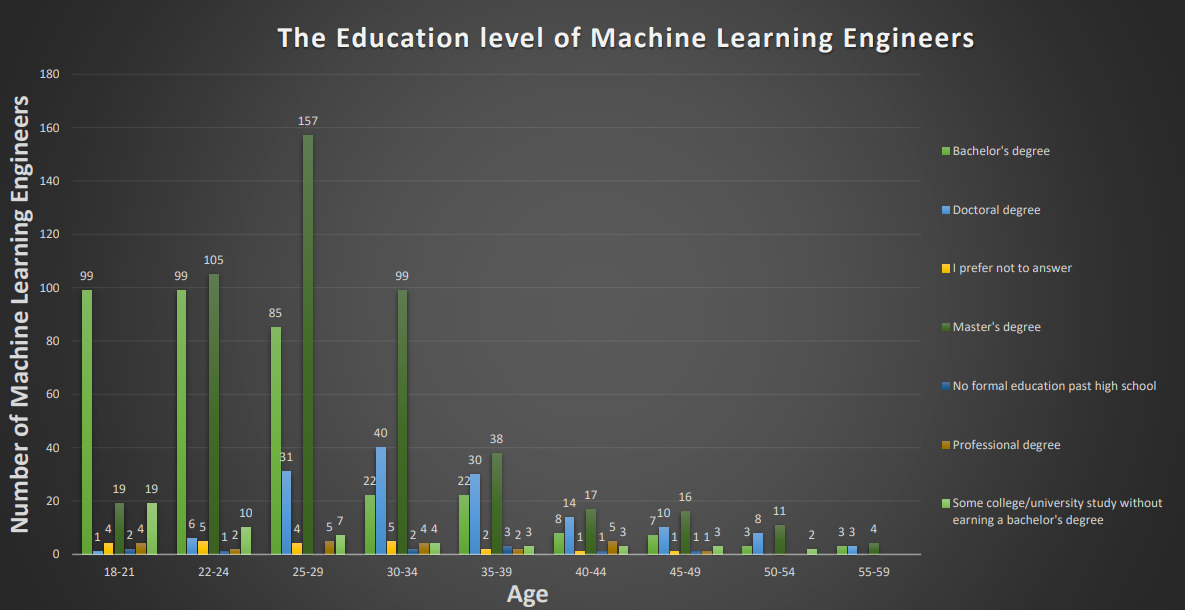 The Education level of Machine Learning Engineers
Number of Machine Learning Engineers
180
160
140
120
100
80
60
40
20
0
99 1 4 19 2 4 19
99 6 5 105 1 2 10
85 31 4 157 5 7
22 40 5 99 2 4 4
22 30 2 38 3 2 3
8 14 1 17 1 5 3
7 10 1 16 1 1 3
3 8 11 2
3 3 4
18-21 22-24 25-29 30-34 35-39 40-44 45-49 50-54 55-59
Age
Bachelor's degree
Doctoral degree
I prefer not to answer
Master's degree
No formal education past high school
Professional degree
Some college/university study without
earning a bachelor's degree